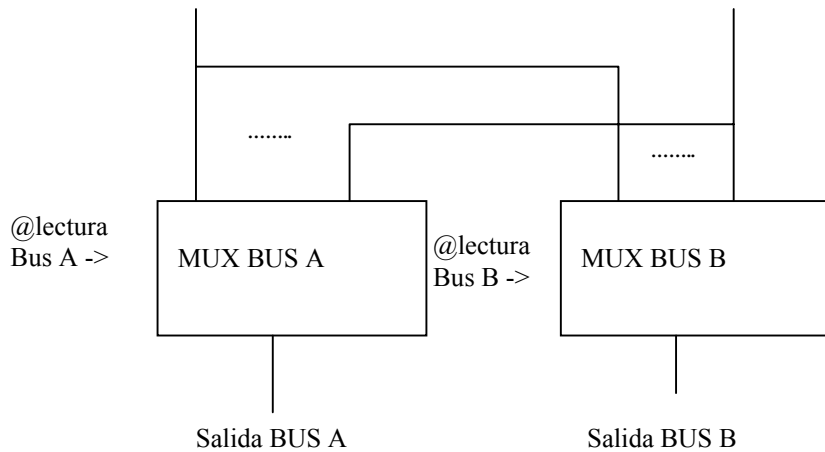 ……..
……..
@lectura
Bus A ->
MUX BUS A
@lectura
Bus B ->
MUX BUS B
Salida BUS A
Salida BUS B